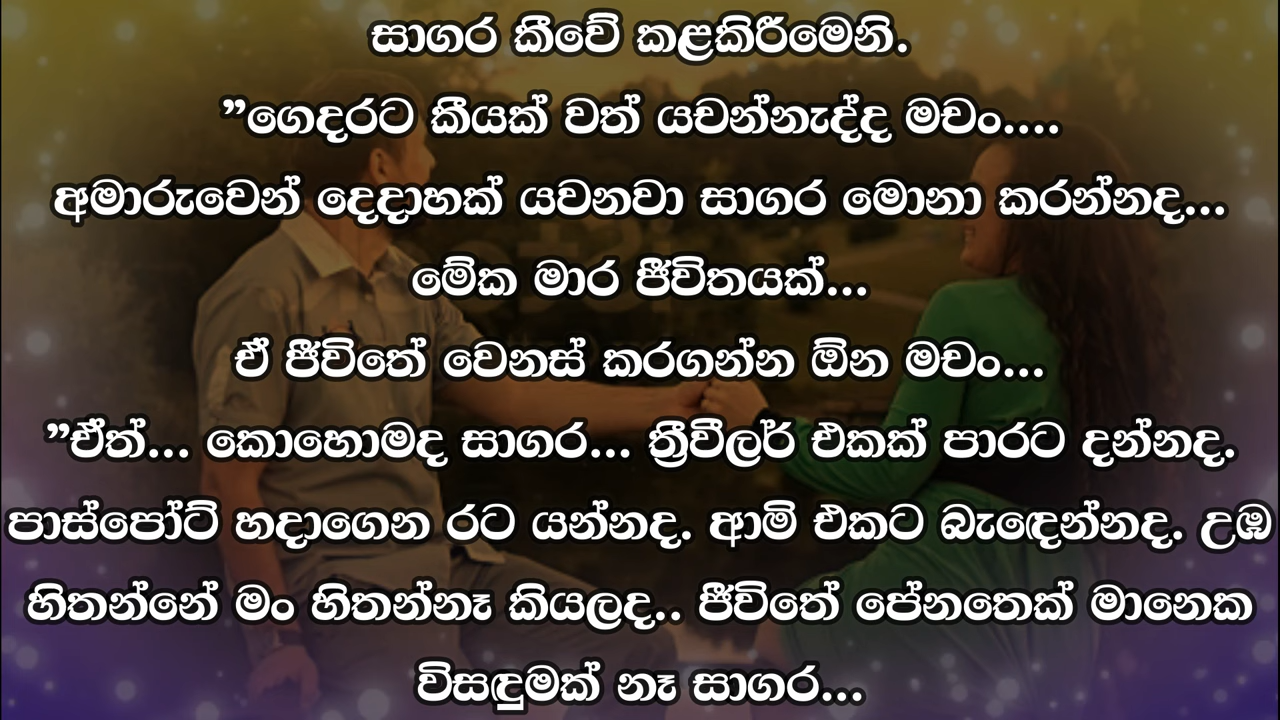 සාගර කීවේ කළකිරීමෙනි.
”ගෙදරට කීයක් වත් යවන්නැද්ද මචං....
අමාරුවෙන් දෙදාහක් යවනවා සාගර මොනා කරන්නද...
මේක මාර ජීවිතයක්...
ඒ ජීවිතේ වෙනස් කරගන්න ඕන මචං...
”ඒත්... කොහොමද සාගර... ත්‍රීවීලර් එකක් පාරට දන්නද.
පාස්පෝට් හදාගෙන රට යන්නද. ආමි එකට බැඳෙන්නද. උඹ
හිතන්නේ මං හිතන්නෑ කියලද.. ජීවිතේ පේනතෙක් මානෙක
විසඳුමක් නෑ සාගර...